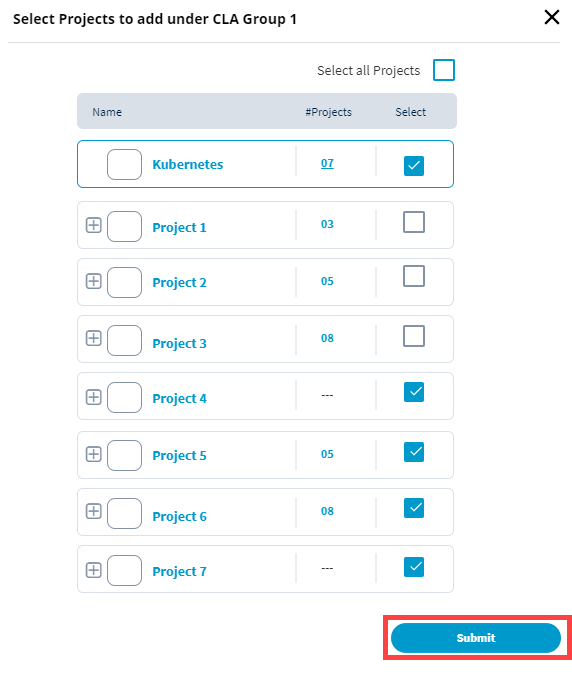 Select Projects to add under CLA Group 1
Select all Projects
Name #Projects Select
Kubernetes 07
Project 1 03
Project 2 05
Project 3 08
Project 4 ---
Project 5 05
Project 6 08
Project 7 ---
Submit